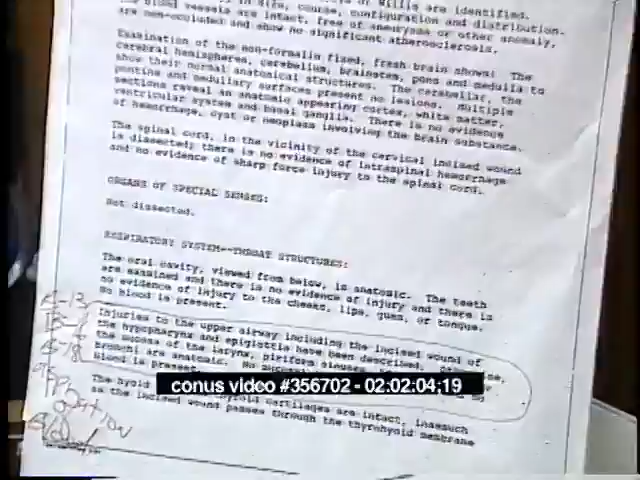 Willis are identified.
The blood vessels are intact, free of aneurysm or other anomaly,
are non-occluded and show no significant atherosclerosis.
Examination of the non-formalin fixed, fresh brain shows: The
cerebral hemispheres, cerebellum, brainstem, pons and medulla to
show their normal anatomical structures. The cerebellar, the
pontine and medullary surfaces present no lesions. Multiple
sections reveal an anatomic appearing cortex, white matter,
ventricular system and basal ganglia. There is no evidence
of hemorrhage, cyst or neoplasm involving the brain substance.
The spinal cord, in the vicinity of the cervical incised wound
is dissected; there is no evidence of intraspinal hemorrhage
and no evidence of sharp force injury to the spinal cord.
ORGANS OF SPECIAL SENSES:
Not dissected.
RESPIRATORY SYSTEM--THROAT STRUCTURES:
The oral cavity, viewed from below, is anatomic. The teeth
are examined and there is no evidence of injury and there is
no evidence of injury to the cheeks, lips, gums, or tongue.
No blood is present.
Injuries to the upper airway including the incised wound of
the hypopharynx and epiglottis have been described,
the mucosa of the larynx, piriform sinuses,
bronchi are anatomic. No
blood is present.
conus video #356702 - 02:02:04:19
The hyoid cartilages are intact, inasmuch
as the incised wound passes through the thyrohyoid membrane